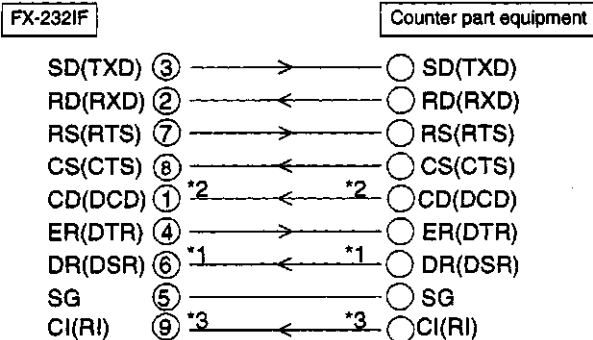 FX-232IF Counter part equipment
SD(TXD) ③ SD(TXD)
RD(RXD) ② RD(RXD)
RS(RTS) ⑦ RS(RTS)
CS(CTS) ⑧ CS(CTS)
CD(DCD) ① *2 *2 CD(DCD)
ER(DTR) ④ ER(DTR)
DR(DSR) ⑥ *1 *1 DR(DSR)
SG ⑤ SG
CI(RI) ⑨ *3 *3 CI(RI)